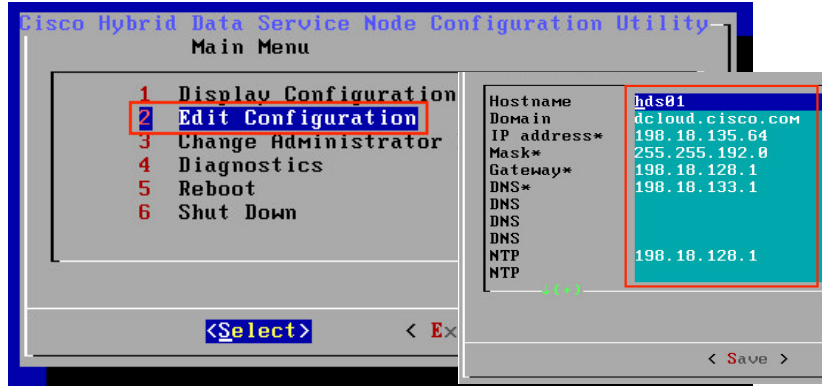 Cisco Hybrid Data Service Node Configuration Utility
Main Menu
1 Display Configuration
2 Edit Configuration
3 Change Administrator
4 Diagnostics
5 Reboot
6 Shut Down
<Select> < Ex
Hostname hds01
Domain dcloud.cisco.com
IP address* 198.18.135.64
Mask* 255.255.192.0
Gateway* 198.18.128.1
DNS* 198.18.133.1
DNS
DNS
DNS
NTP 198.18.128.1
NTP
↓(+)
< Save >